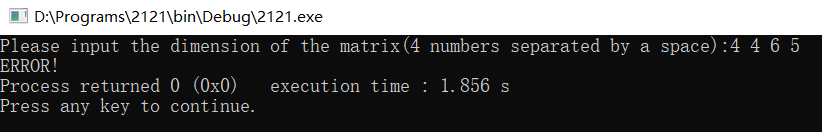 D:\Programs\2121\bin\Debug\2121.exe
Please input the dimension of the matrix(4 numbers separated by a space):4 4 6 5
ERROR!
Process returned 0 (0x0)   execution time : 1.856 s
Press any key to continue.